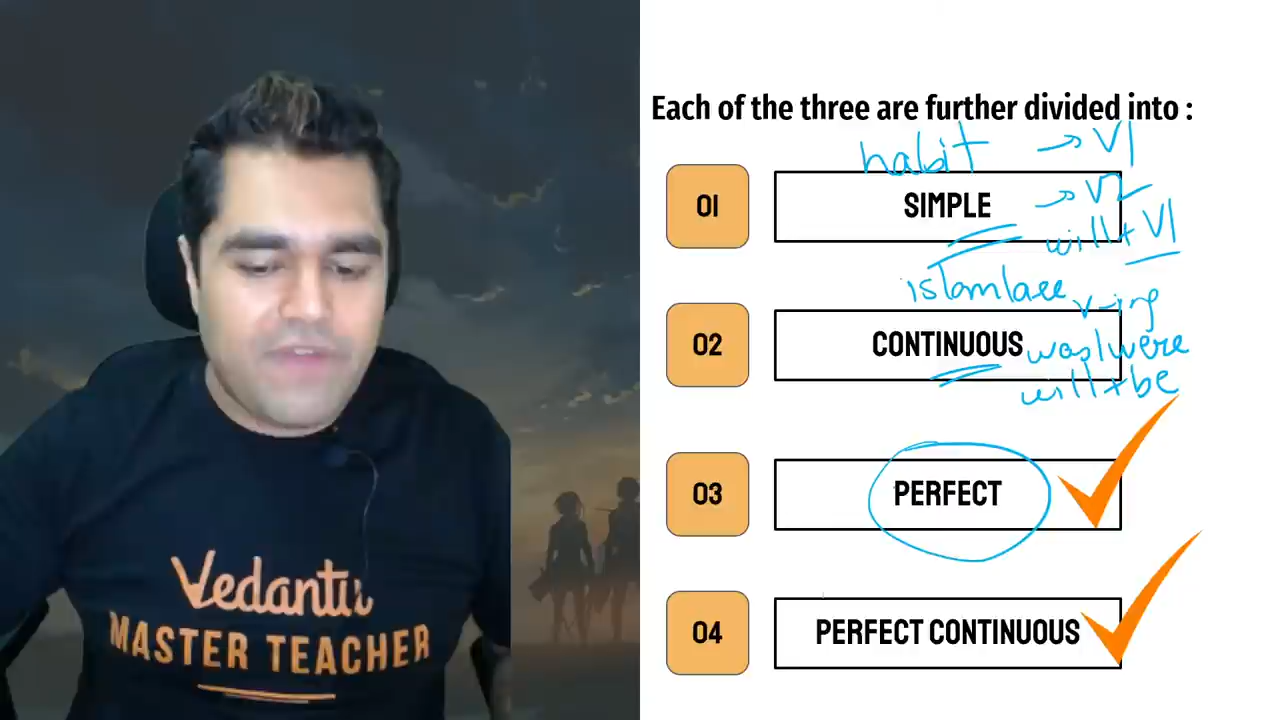 Each of the three are further divided into :
habit → V1
01 SIMPLE → V2
will + V1
is/am/are
v-ing
02 CONTINUOUS was/were
will + be
03 PERFECT
04 PERFECT CONTINUOUS
Vedantu
MASTER TEACHER